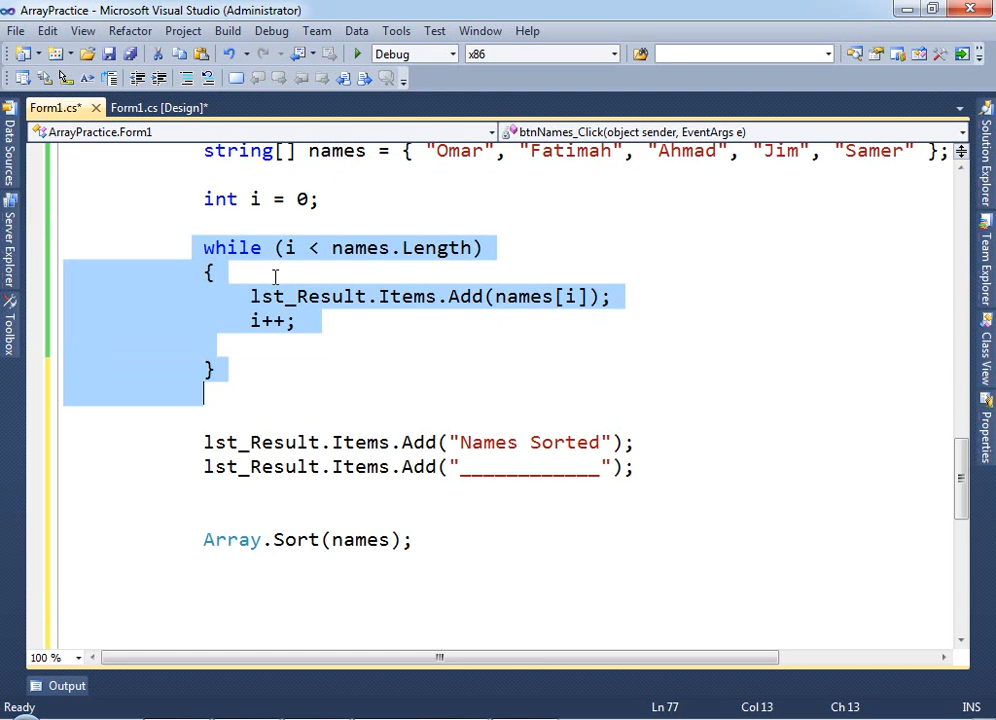 ArrayPractice - Microsoft Visual Studio (Administrator)
File Edit View Refactor Project Build Debug Team Data Tools Test Window Help
Debug x86
Form1.cs* Form1.cs [Design]*
ArrayPractice.Form1 btnNames_Click(object sender, EventArgs e)
string[] names = { "Omar", "Fatimah", "Ahmad", "Jim", "Samer" };
int i = 0;
while (i < names.Length)
{
lst_Result.Items.Add(names[i]);
i++;
}
lst_Result.Items.Add("Names Sorted");
lst_Result.Items.Add("____________");
Array.Sort(names);
100 %
Output
Ready Ln 77 Col 13 Ch 13 INS
Data Sources
Server Explorer
Toolbox
Solution Explorer
Team Explorer
Class View
Properties